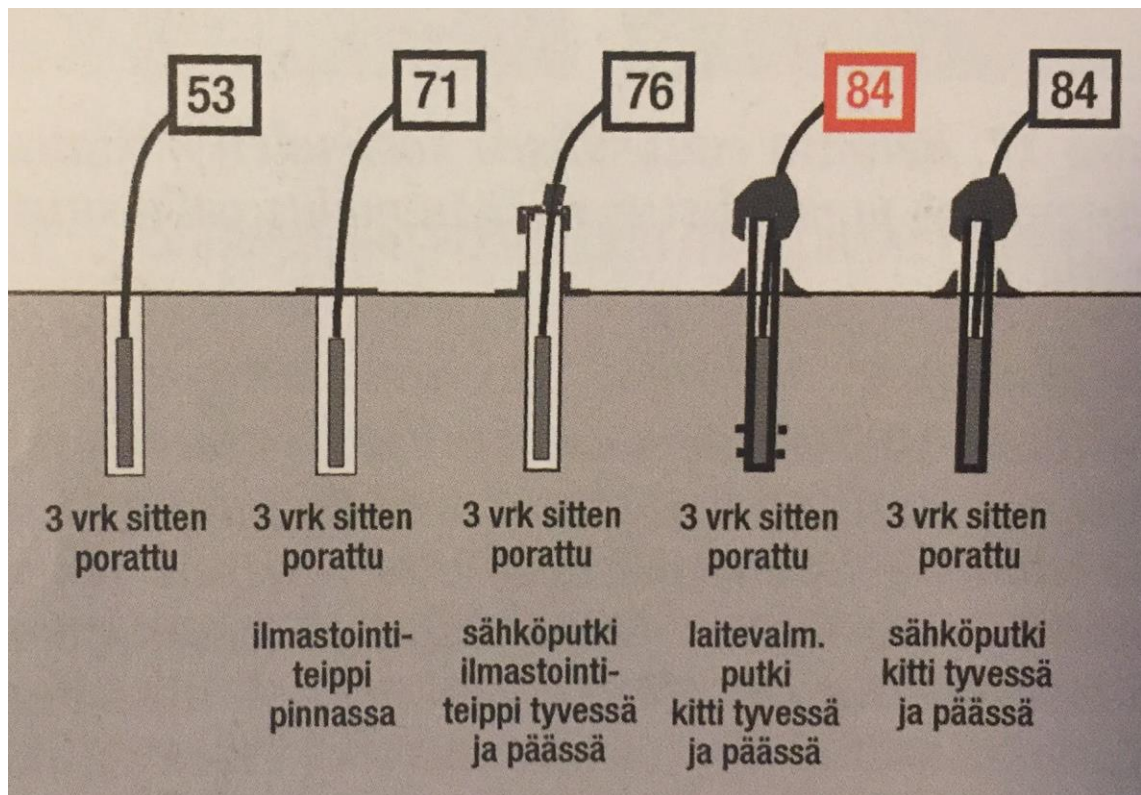 53
71
76
84
84
3 vrk sitten
porattu
3 vrk sitten
porattu
ilmastointi-
teippi
pinnassa
3 vrk sitten
porattu
sähköputki
ilmastointi-
teippi tyvessä
ja päässä
3 vrk sitten
porattu
laitevalm.
putki
kitti tyvessä
ja päässä
3 vrk sitten
porattu
sähköputki
kitti tyvessä
ja päässä